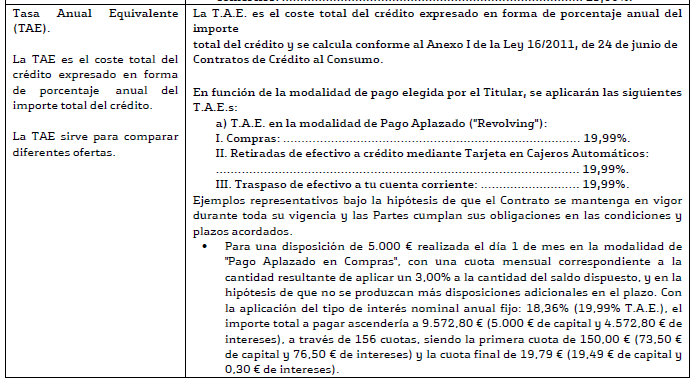 Tasa Anual Equivalente
(TAE).
La TAE es el coste total del
crédito expresado en forma
de porcentaje anual del
importe total del crédito.
La TAE sirve para comparar
diferentes ofertas.
La T.A.E. es el coste total del crédito expresado en forma de porcentaje anual del
importe
total del crédito y se calcula conforme al Anexo I de la Ley 16/2011, de 24 de junio de
Contratos de Crédito al Consumo.
En función de la modalidad de pago elegida por el Titular, se aplicarán las siguientes
T.A.E.s:
a) T.A.E. en la modalidad de Pago Aplazado ("Revolving"):
I. Compras: .................................................................................. 19,99%.
II. Retiradas de efectivo a crédito mediante Tarjeta en Cajeros Automáticos:
.................................................................................................... 19,99%.
III. Traspaso de efectivo a tu cuenta corriente: ........................... 19,99%.
Ejemplos representativos bajo la hipótesis de que el Contrato se mantenga en vigor
durante toda su vigencia y las Partes cumplan sus obligaciones en las condiciones y
plazos acordados.
• Para una disposición de 5.000 € realizada el día 1 de mes en la modalidad de
"Pago Aplazado en Compras", con una cuota mensual correspondiente a la
cantidad resultante de aplicar un 3,00% a la cantidad del saldo dispuesto, y en la
hipótesis de que no se produzcan más disposiciones adicionales en el plazo. Con
la aplicación del tipo de interés nominal anual fijo: 18,36% (19,99% T.A.E.), el
importe total a pagar ascendería a 9.572,80 € (5.000 € de capital y 4.572,80 € de
intereses), a través de 156 cuotas, siendo la primera cuota de 150,00 € (73,50 €
de capital y 76,50 € de intereses) y la cuota final de 19,79 € (19,49 € de capital y
0,30 € de intereses).